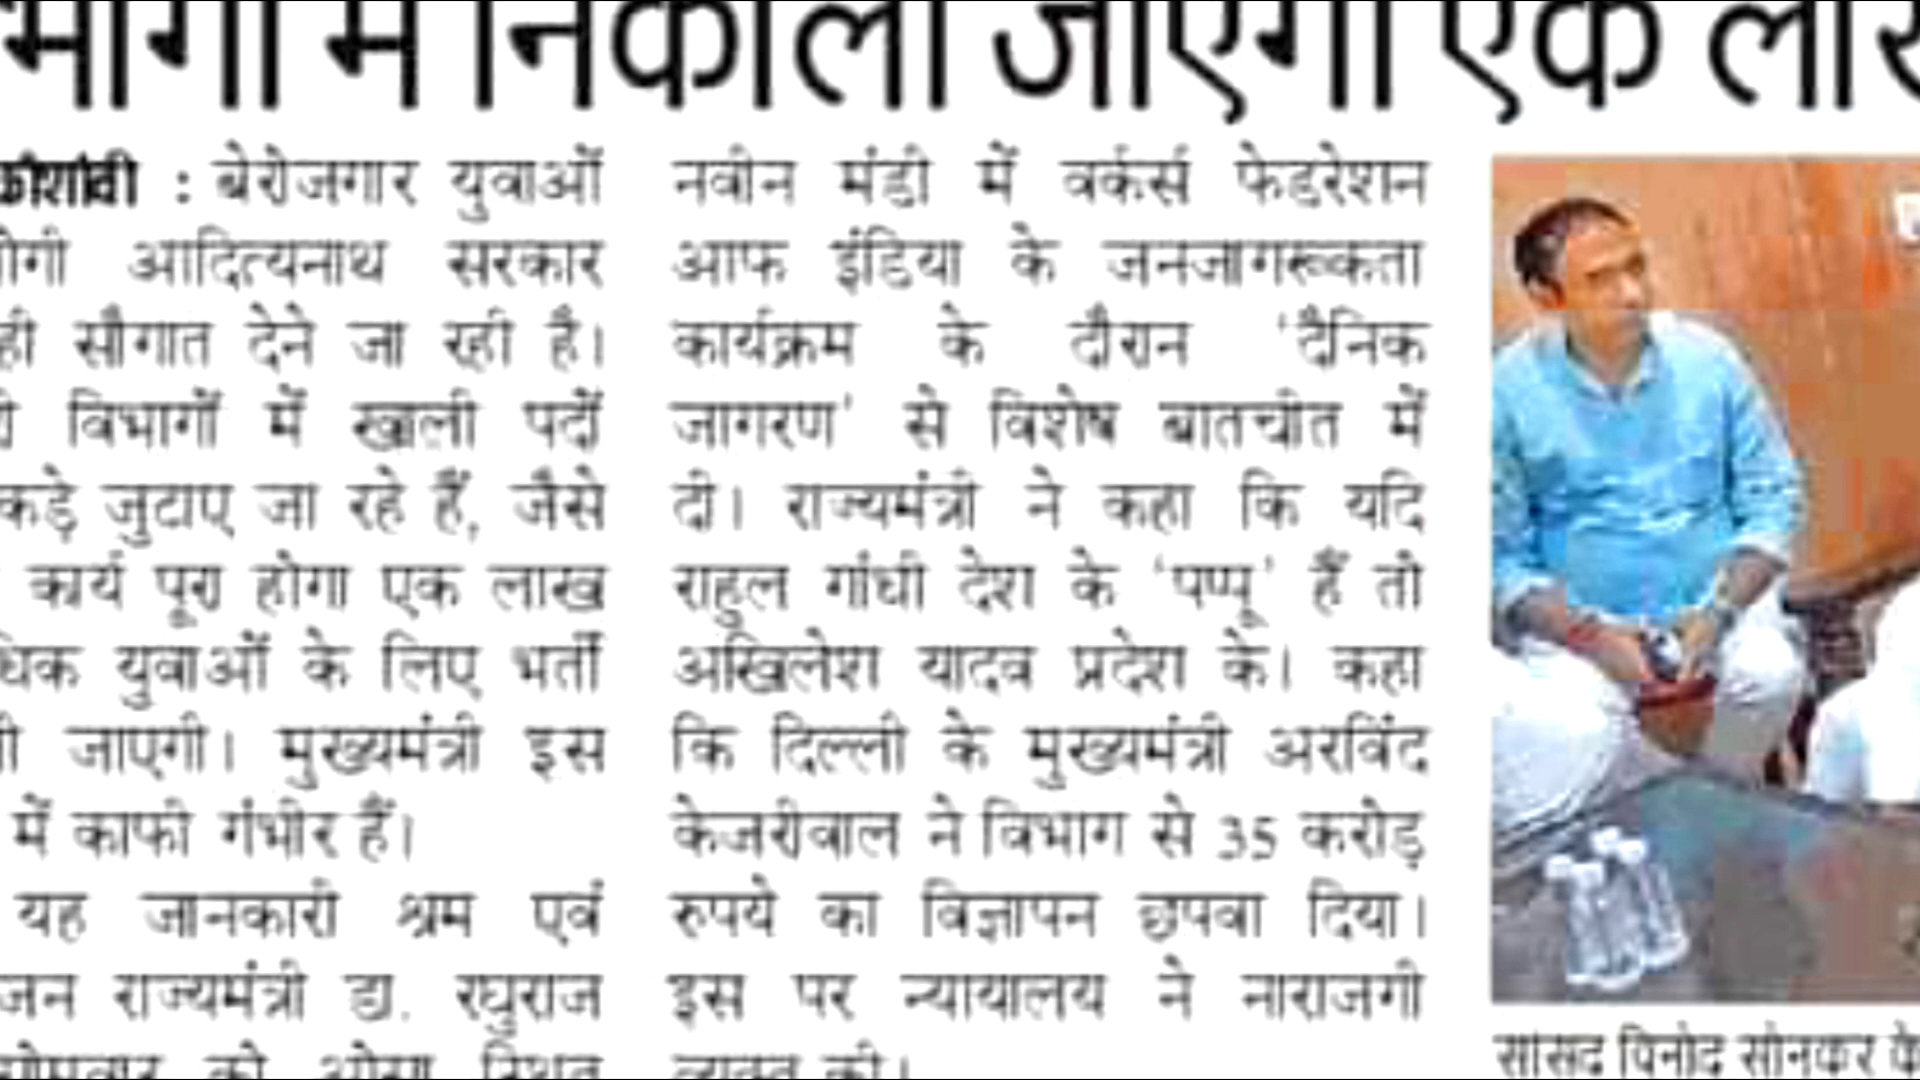 में निकाली जाएगी एक
: बेरोजगार युवाओं
आदित्यनाथ सरकार
ही सौगात देने जा रही है।
विभागों में खाली पदों
जुटाए जा रहे हैं, जैसे
कार्य पूरा होगा एक लाख
युवाओं के लिए भर्ती
जाएगी। मुख्यमंत्री इस
में काफी गंभीर हैं।
यह जानकारी श्रम एवं
राज्यमंत्री डा. रघुराज
को ओसा स्थित
नवीन मंडी में वर्कर्स फेडरेशन
आफ इंडिया के जनजागरूकता
कार्यक्रम के दौरान 'दैनिक
जागरण' से विशेष बातचीत में
दी। राज्यमंत्री ने कहा कि यदि
राहुल गांधी देश के 'पप्पू' हैं तो
अखिलेश यादव प्रदेश के। कहा
कि दिल्ली के मुख्यमंत्री अरविंद
केजरीवाल ने विभाग से 35 करोड़
रुपये का विज्ञापन छपवा दिया।
इस पर न्यायालय ने नाराजगी
व्यक्त की।
सांसद विनोद सोनकर के